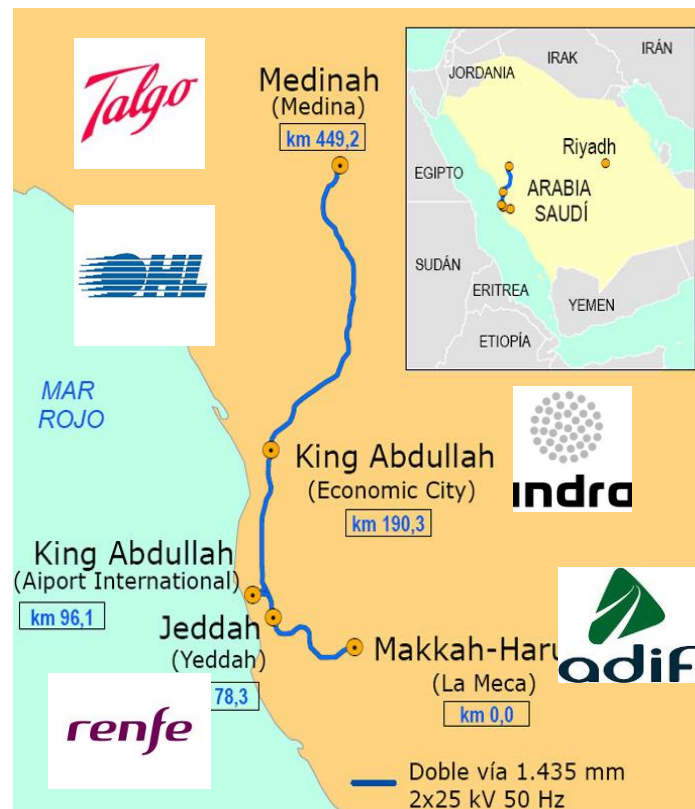 Talgo
Medinah
(Medina)
km 449,2
JORDANIA
IRAK
IRÁN
EGIPTO
Riyadh
ARABIA
SAUDÍ
SUDÁN
ERITREA
YEMEN
ETIOPÍA
OHL
MAR
ROJO
King Abdullah
(Economic City)
km 190,3
indra
King Abdullah
(Aiport International)
km 96,1
Jeddah
(Yeddah)
78,3
Makkah-Haru
(La Meca)
km 0,0
adif
renfe
Doble vía 1.435 mm
2x25 kV 50 Hz